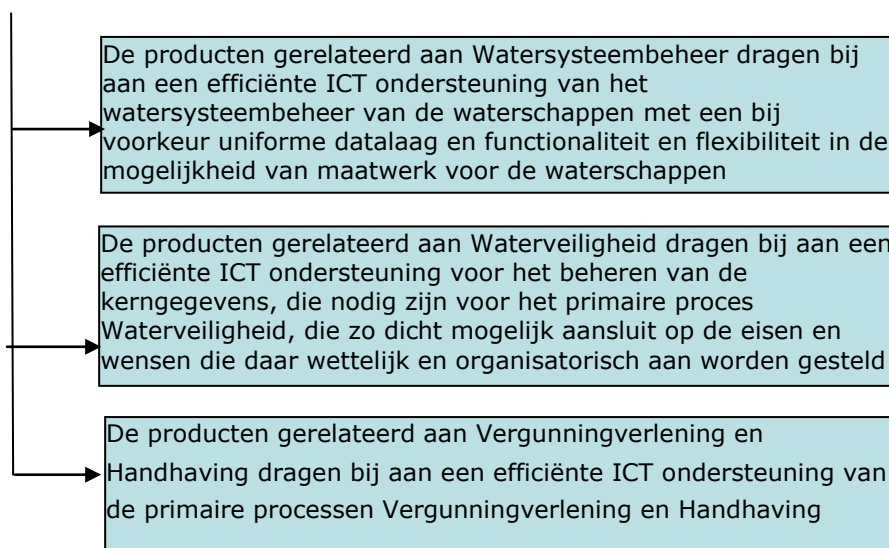 De producten gerelateerd aan Watersysteembeheer dragen bij
aan een efficiënte ICT ondersteuning van het
watersysteembeheer van de waterschappen met een bij
voorkeur uniforme datalaag en functionaliteit en flexibiliteit in de
mogelijkheid van maatwerk voor de waterschappen
De producten gerelateerd aan Waterveiligheid dragen bij aan een
efficiënte ICT ondersteuning voor het beheren van de
kerngegevens, die nodig zijn voor het primaire proces
Waterveiligheid, die zo dicht mogelijk aansluit op de eisen en
wensen die daar wettelijk en organisatorisch aan worden gesteld
De producten gerelateerd aan Vergunningverlening en
Handhaving dragen bij aan een efficiënte ICT ondersteuning van
de primaire processen Vergunningverlening en Handhaving